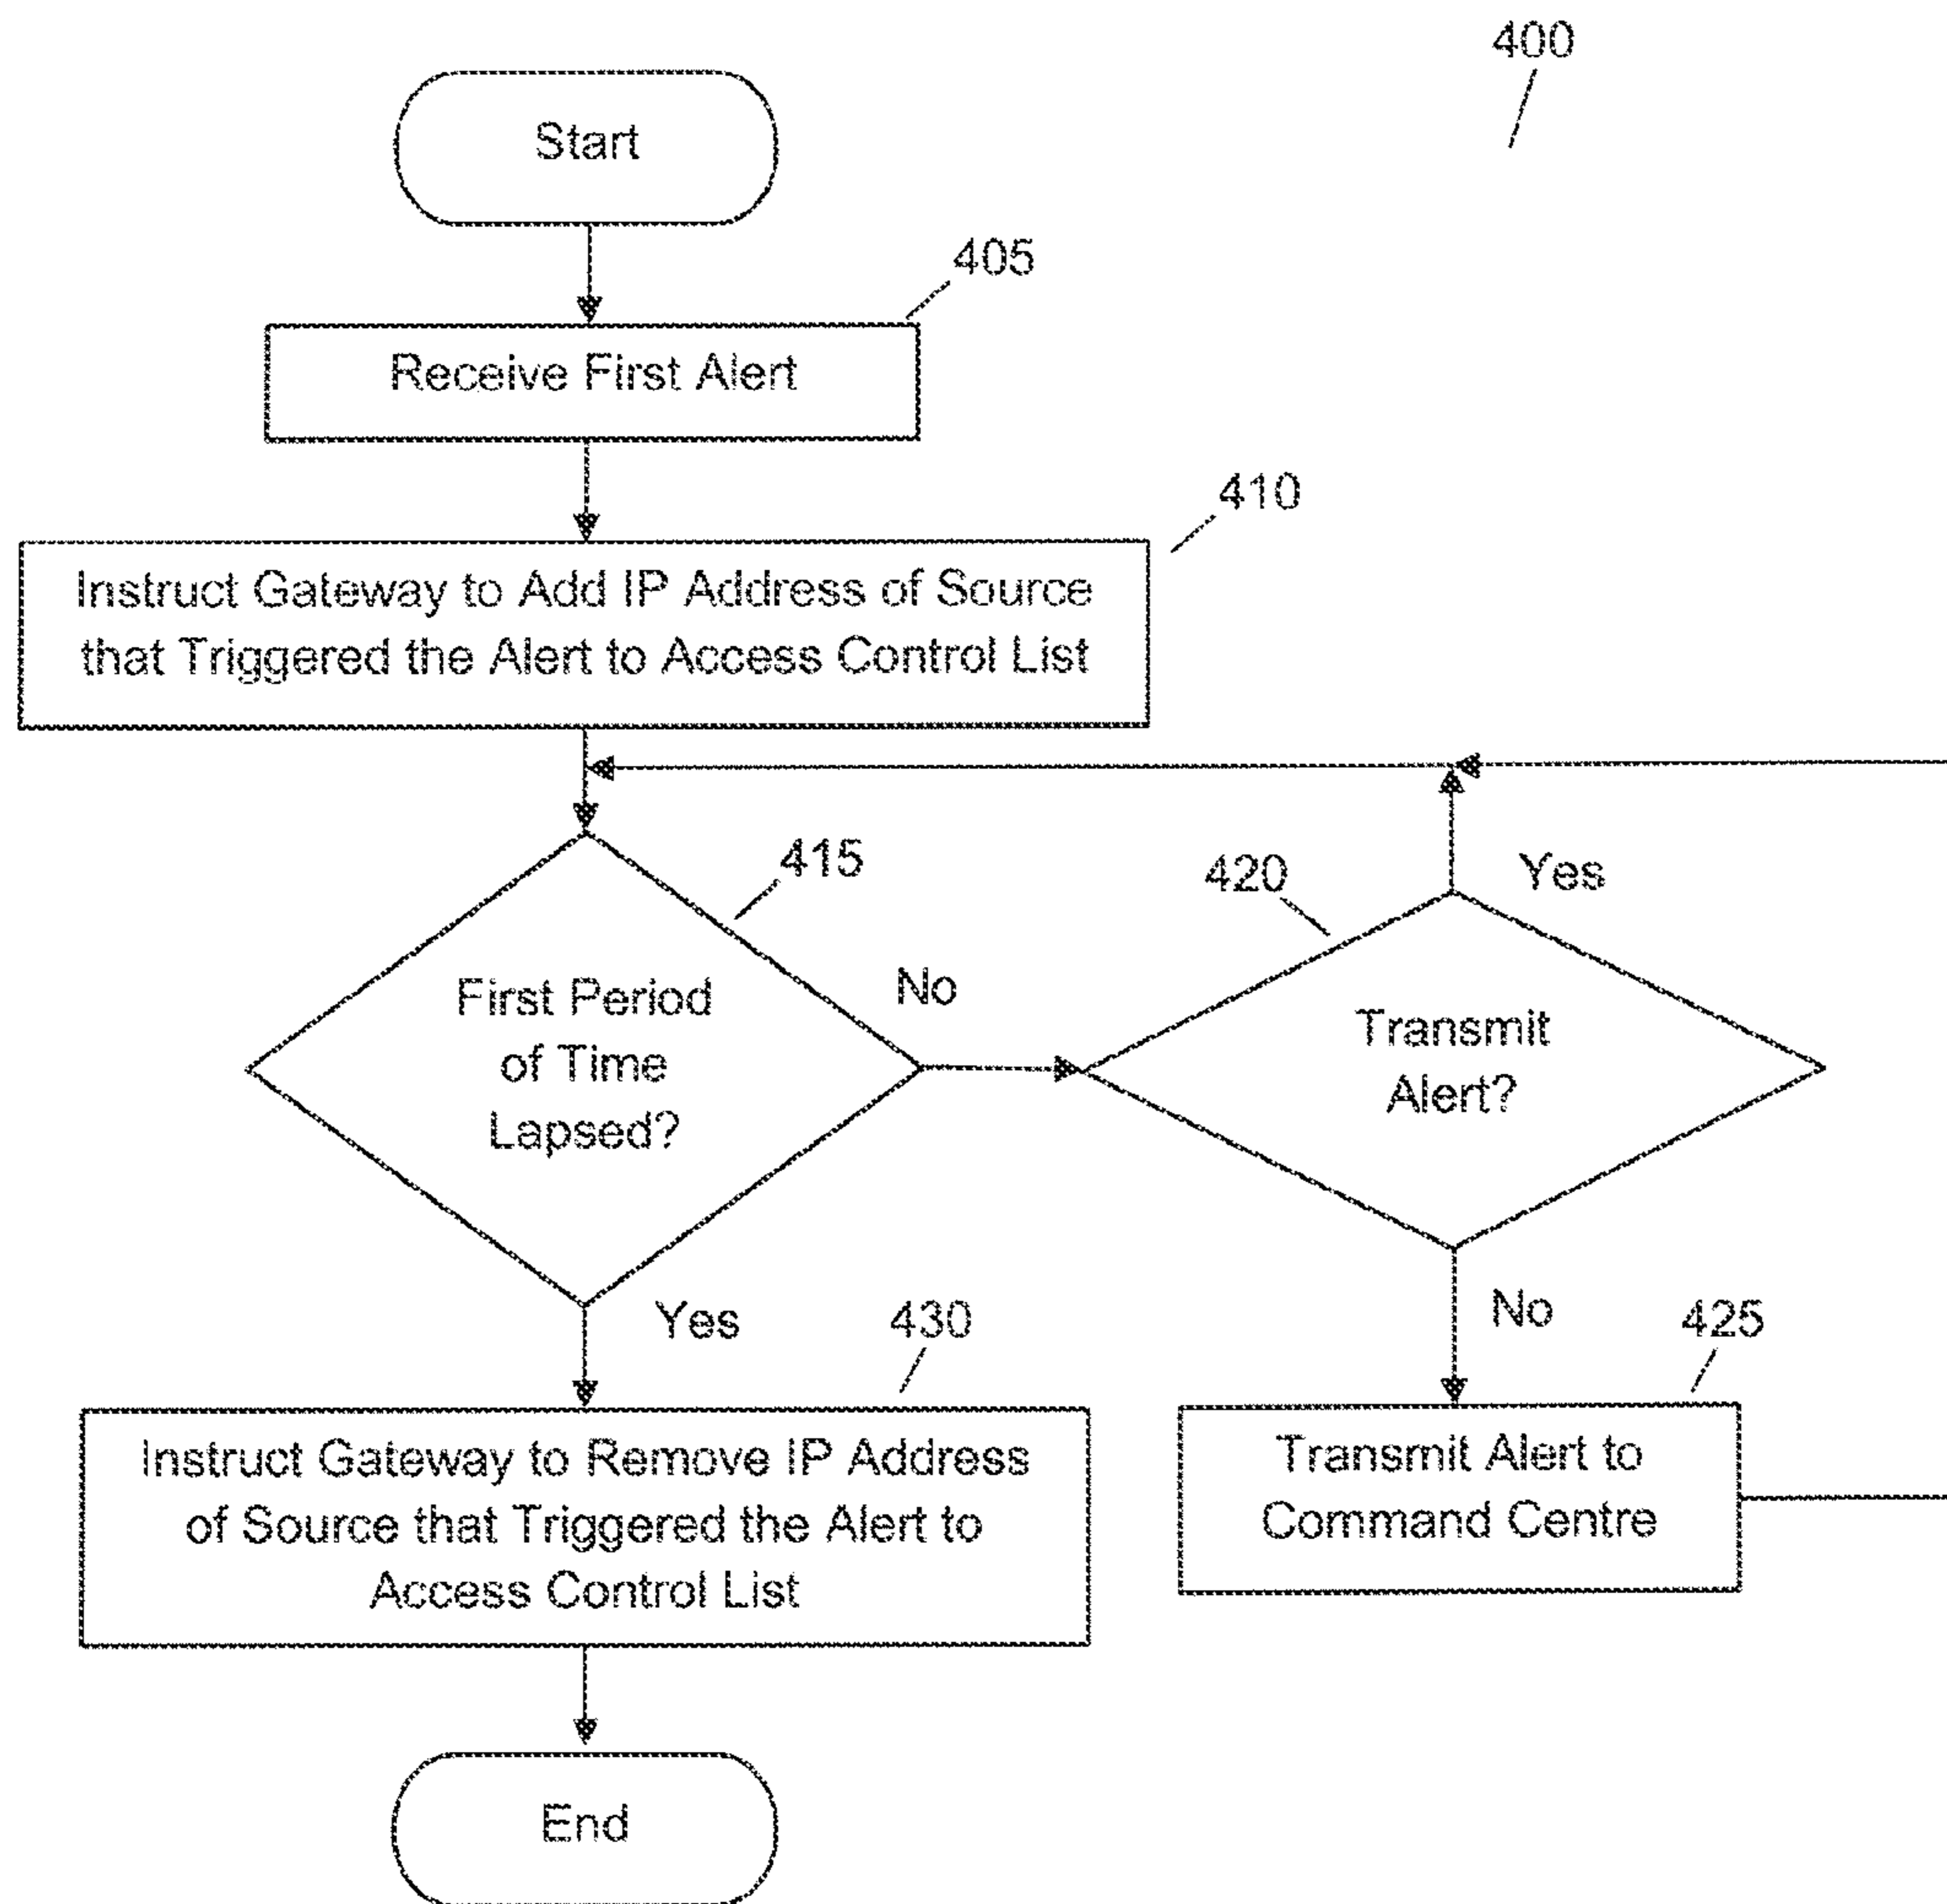 400
Start
405
Receive First Alert
410
Instruct Gateway to Add IP Address of Source
that Triggered the Alert to Access Control List
415
420
Yes
First Period
of Time
Lapsed?
No
Transmit
Alert?
Yes
430
No
425
Instruct Gateway to Remove IP Address
of Source that Triggered the Alert to
Access Control List
Transmit Alert to
Command Centre
End